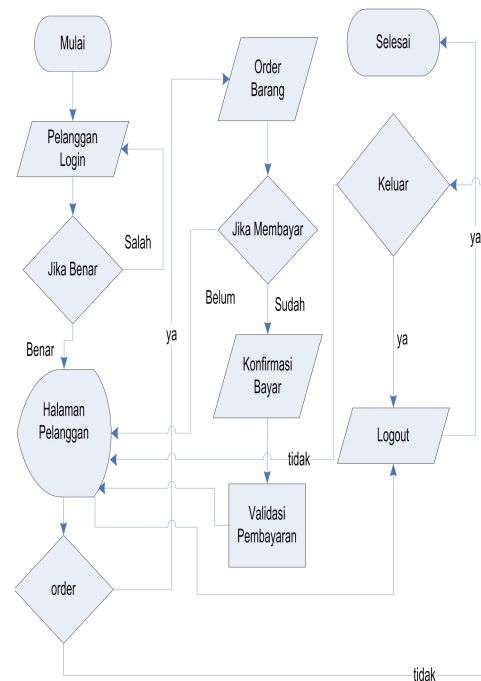 Mulai
Pelanggan
Login
Jika Benar
Salah
Benar
Halaman
Pelanggan
order
ya
Order
Barang
Jika Membayar
Belum
Sudah
Konfirmasi
Bayar
tidak
Validasi
Pembayaran
Selesai
Keluar
ya
ya
Logout
tidak